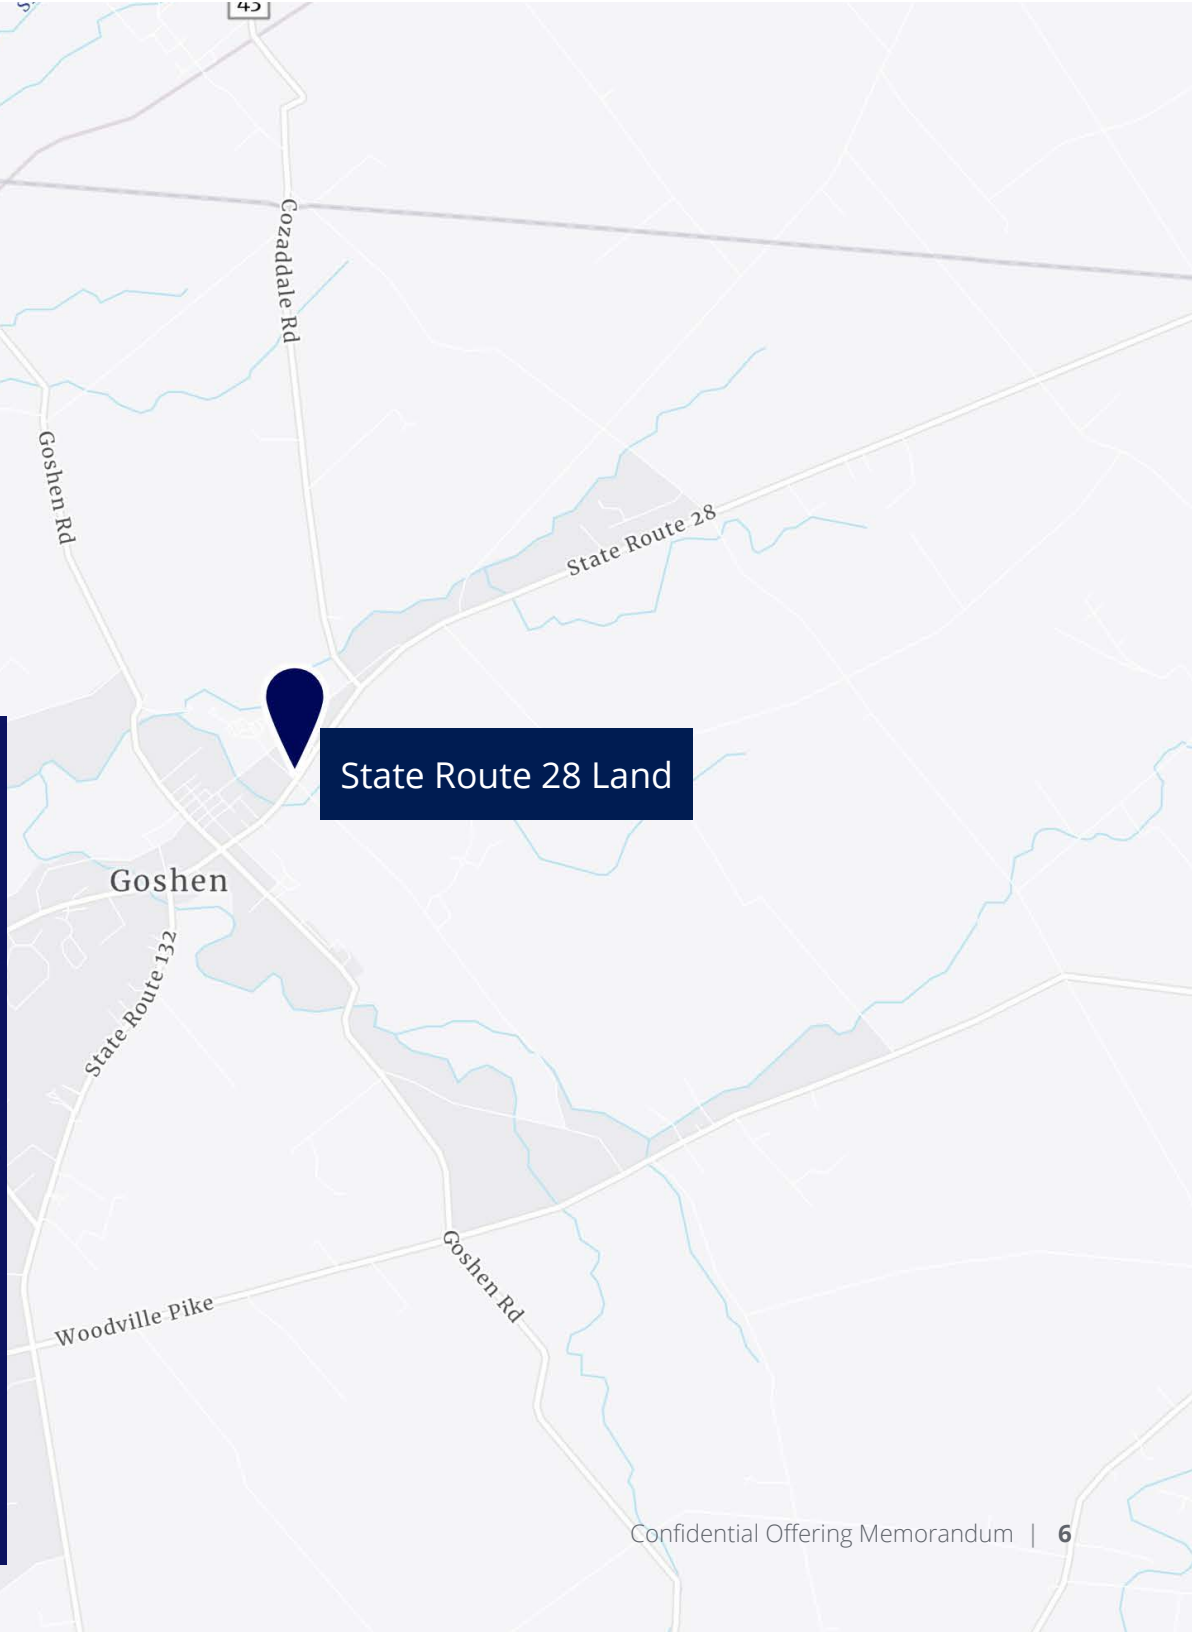 43
Cozaddale Rd
Goshen Rd
State Route 28
State Route 28 Land
Goshen
State Route 132
Goshen Rd
Woodville Pike
Confidential Offering Memorandum | 6